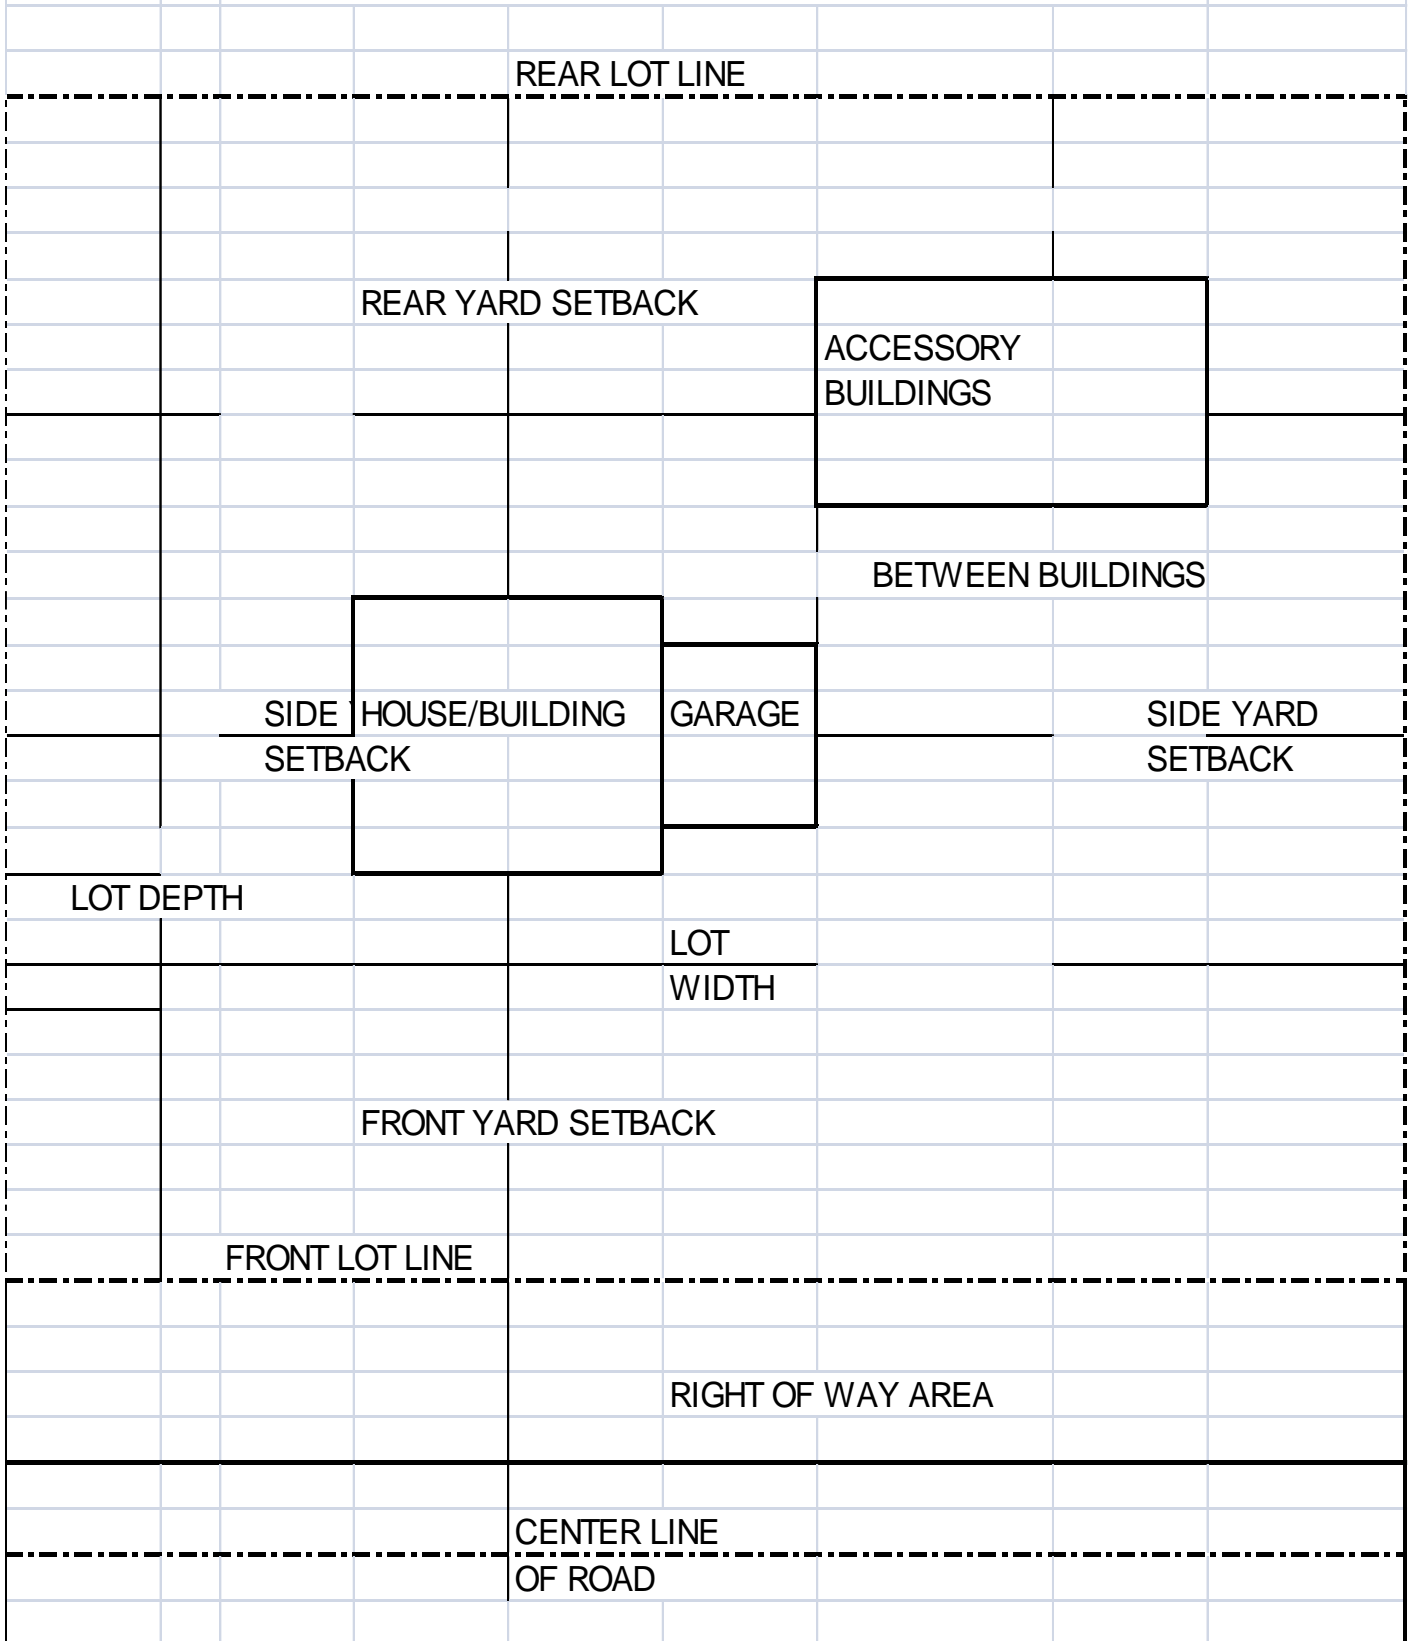 REAR LOT LINE
REAR YARD SETBACK
ACCESSORY
BUILDINGS
BETWEEN BUILDINGS
SIDE
HOUSE/BUILDING
GARAGE
SIDE YARD
SETBACK
SETBACK
LOT DEPTH
LOT
WIDTH
FRONT YARD SETBACK
FRONT LOT LINE
RIGHT OF WAY AREA
CENTER LINE
OF ROAD